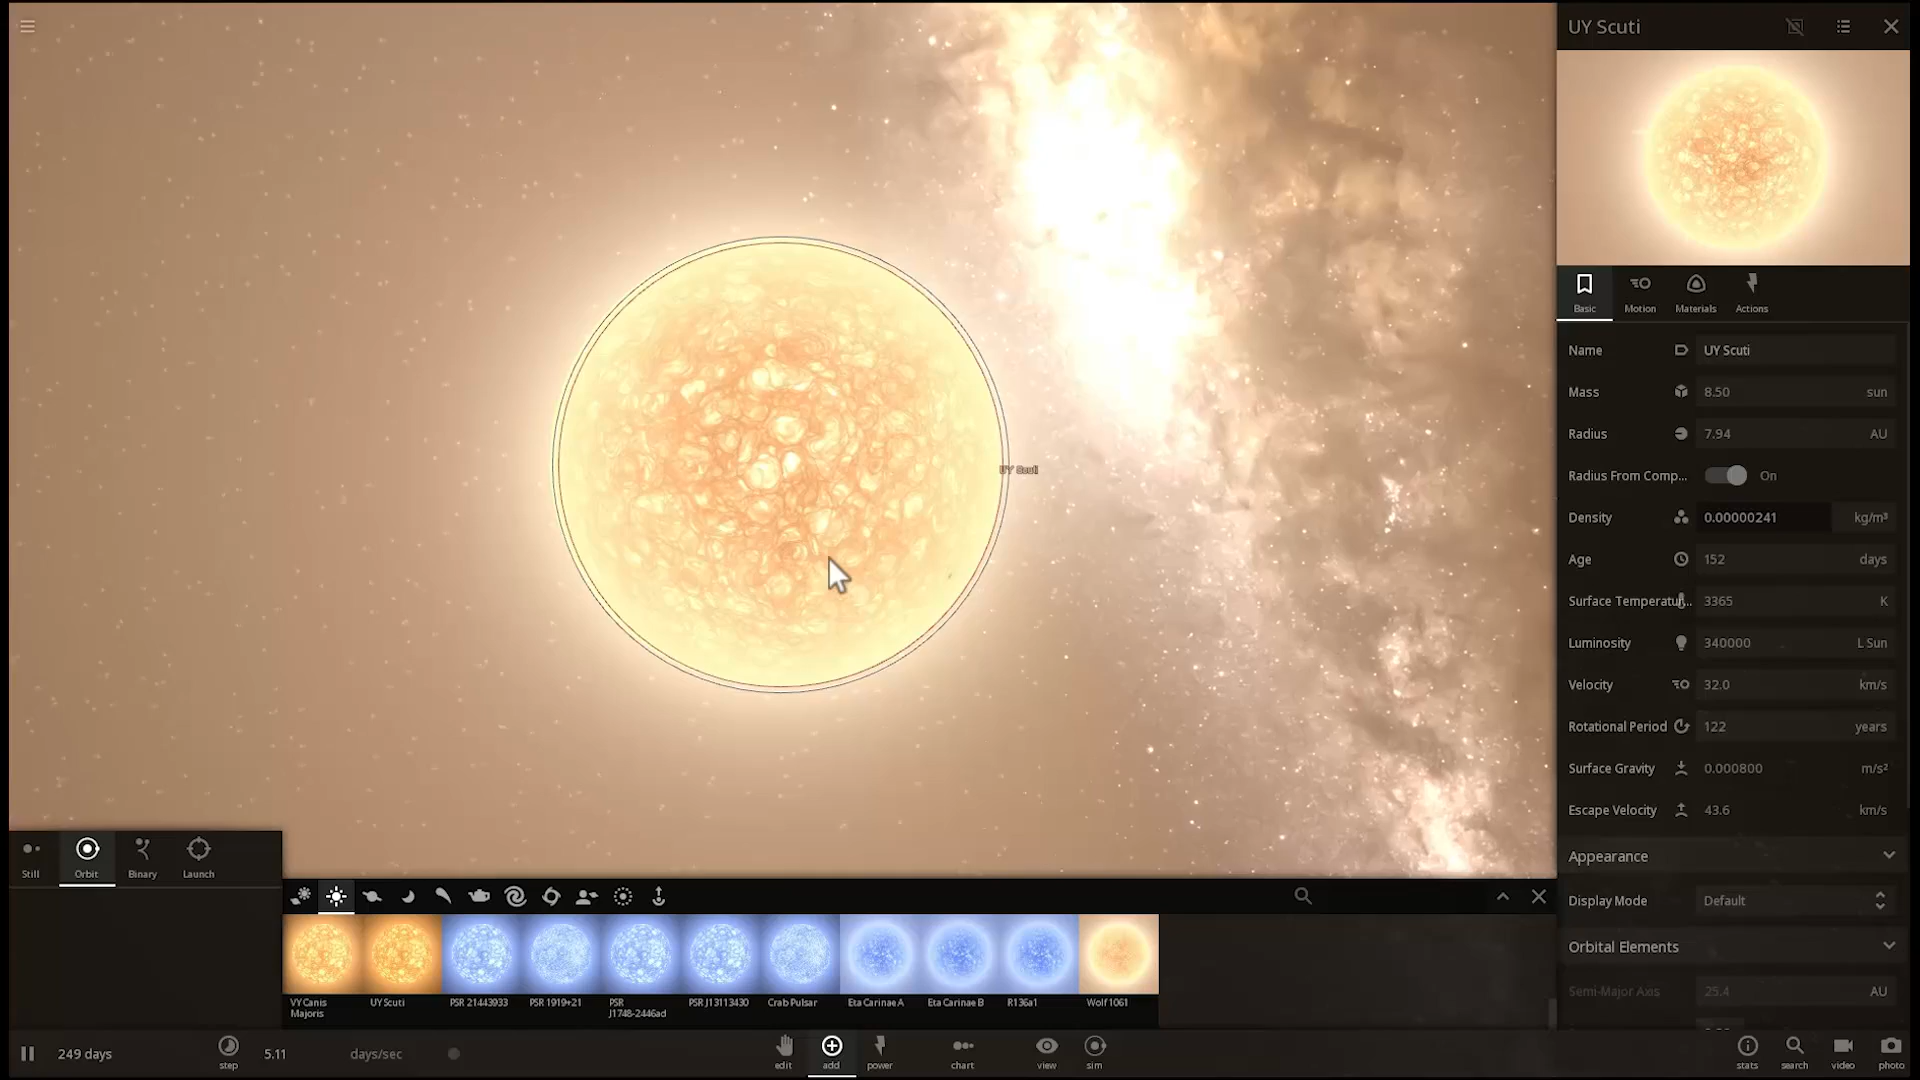 UY Scuti
UY Scuti
Basic
Motion
Materials
Actions
Name UY Scuti
Mass 8.50 sun
Radius 7.94 AU
Radius From Comp... On
Density 0.00000241 kg/m³
Age 152 days
Surface Temperatur... 3365 K
Luminosity 340000 L Sun
Velocity 32.0 km/s
Rotational Period 122 years
Surface Gravity 0.000800 m/s²
Escape Velocity 43.6 km/s
Appearance
Display Mode Default
Orbital Elements
Semi-Major Axis 25.4 AU
Still
Orbit
Binary
Launch
VY Canis
Majoris
UY Scuti
PSR 21443933
PSR 1919+21
PSR
J1748-2446ad
PSR J13113430
Crab Pulsar
Eta Carinae A
Eta Carinae B
R136a1
Wolf 1061
249 days
step
5.11 days/sec
edit
add
power
chart
view
sim
stats
search
video
photo